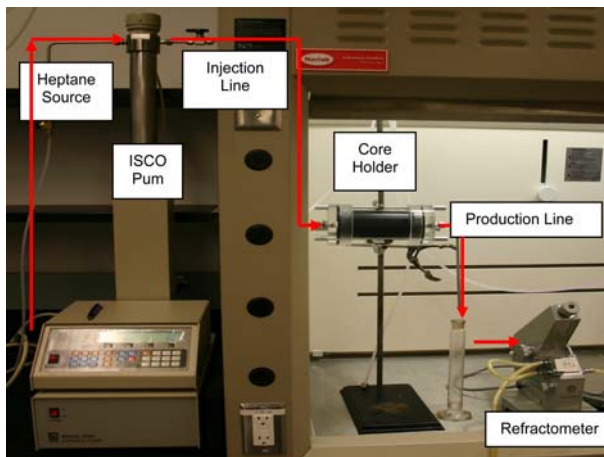 Heptane
Source
Injection
Line
ISCO
Pum
Core
Holder
Production Line
Refractometer